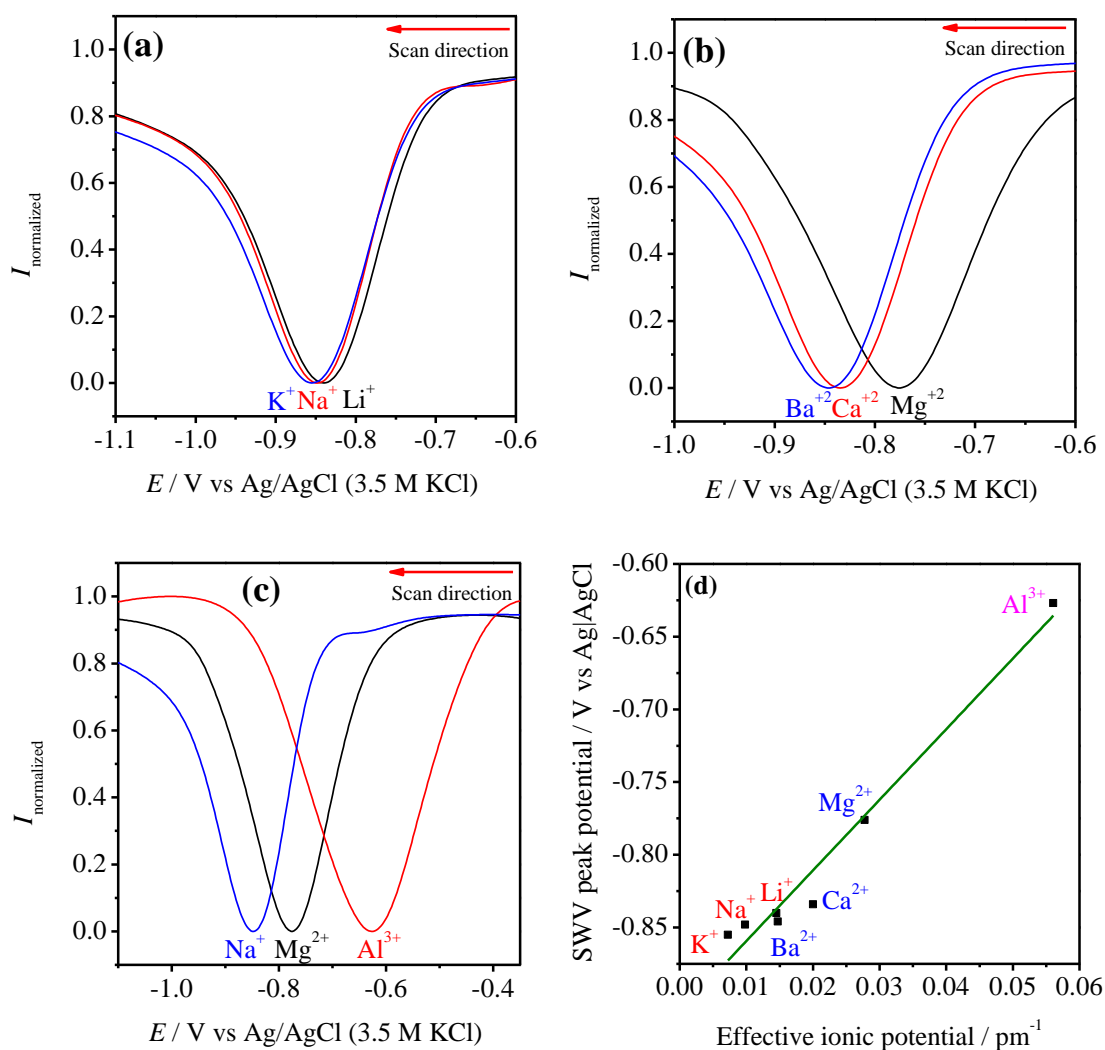 (a)
Scan direction
1.0
0.8
0.6
0.4
0.2
0.0
I normalized
K+ Na+ Li+
-1.1 -1.0 -0.9 -0.8 -0.7 -0.6
E / V vs Ag/AgCl (3.5 M KCl)
(b)
Scan direction
1.0
0.8
0.6
0.4
0.2
0.0
I normalized
Ba+2 Ca+2 Mg+2
-1.0 -0.9 -0.8 -0.7 -0.6
E / V vs Ag/AgCl (3.5 M KCl)
(c)
Scan direction
1.0
0.8
0.6
0.4
0.2
0.0
I normalized
Na+ Mg2+ Al3+
-1.0 -0.8 -0.6 -0.4
E / V vs Ag/AgCl (3.5 M KCl)
(d)
-0.60
-0.65
-0.70
-0.75
-0.80
-0.85
SWV peak potential / V vs Ag|AgCl
Al3+
Mg2+
Li+
Na+
Ca2+
K+
Ba2+
0.00 0.01 0.02 0.03 0.04 0.05 0.06
Effective ionic potential / pm-1